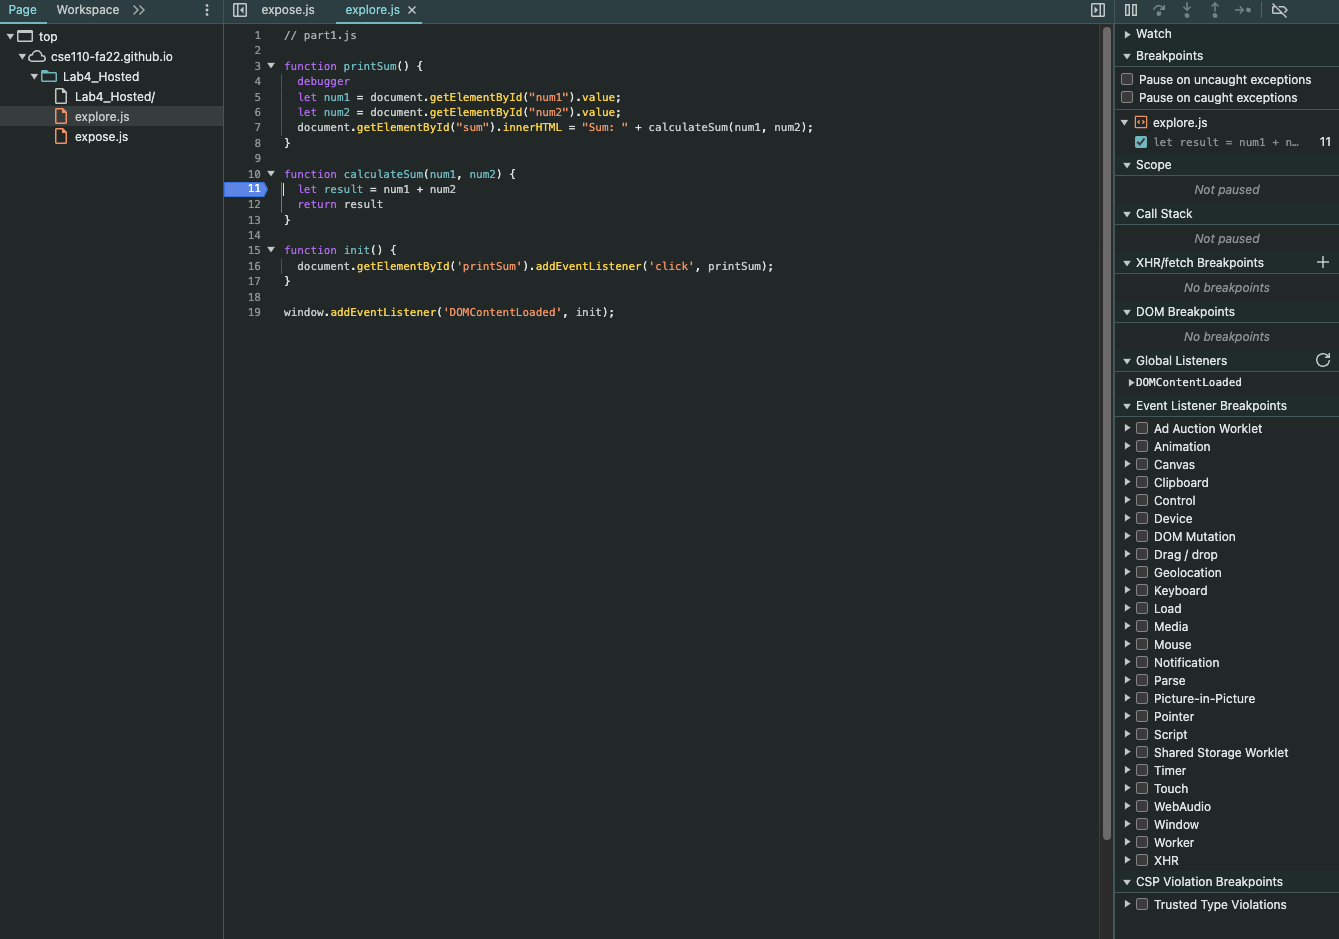 Page Workspace
top
cse110-fa22.github.io
Lab4_Hosted
Lab4_Hosted/
explore.js
expose.js
expose.js explore.js
1 // part1.js
2
3 function printSum() {
4 debugger
5 let num1 = document.getElementById("num1").value;
6 let num2 = document.getElementById("num2").value;
7 document.getElementById("sum").innerHTML = "Sum: " + calculateSum(num1, num2);
8 }
9
10 function calculateSum(num1, num2) {
11 let result = num1 + num2
12 return result
13 }
14
15 function init() {
16 document.getElementById('printSum').addEventListener('click', printSum);
17 }
18
19 window.addEventListener('DOMContentLoaded', init);
Watch
Breakpoints
Pause on uncaught exceptions
Pause on caught exceptions
explore.js
let result = num1 + n… 11
Scope
Not paused
Call Stack
Not paused
XHR/fetch Breakpoints
No breakpoints
DOM Breakpoints
No breakpoints
Global Listeners
DOMContentLoaded
Event Listener Breakpoints
Ad Auction Worklet
Animation
Canvas
Clipboard
Control
Device
DOM Mutation
Drag / drop
Geolocation
Keyboard
Load
Media
Mouse
Notification
Parse
Picture-in-Picture
Pointer
Script
Shared Storage Worklet
Timer
Touch
WebAudio
Window
Worker
XHR
CSP Violation Breakpoints
Trusted Type Violations